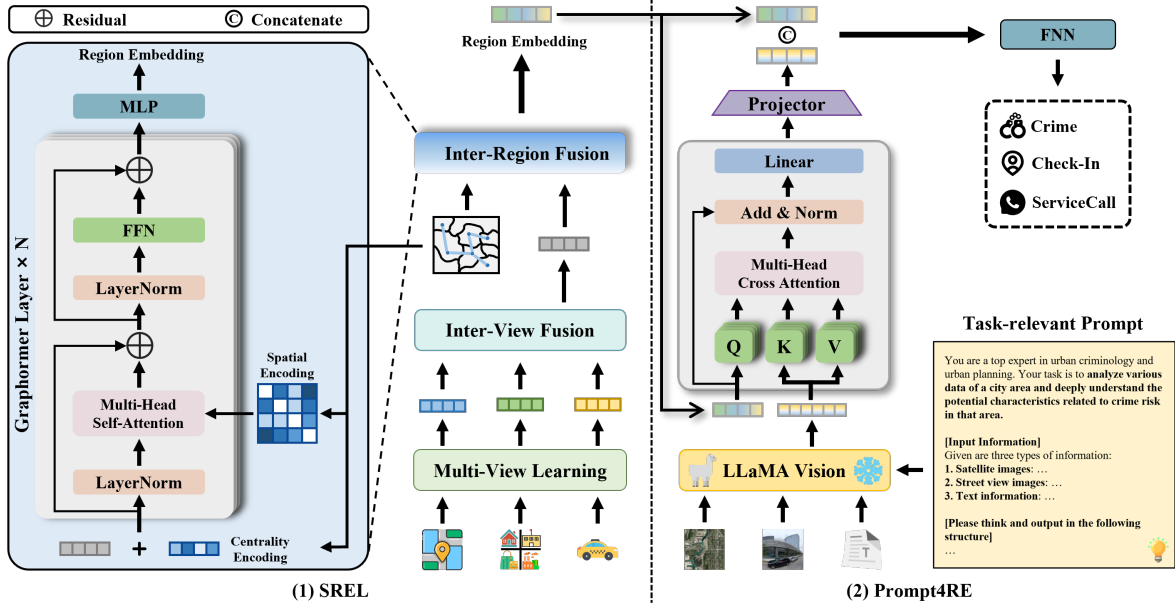 Residual
C Concatenate
Region Embedding
MLP
FFN
LayerNorm
Multi-Head
Self-Attention
LayerNorm
Graphormer Layer × N
Spatial
Encoding
+
Centrality
Encoding
Region Embedding
Inter-Region Fusion
Inter-View Fusion
Multi-View Learning
(1) SREL
C
Projector
Linear
Add & Norm
Multi-Head
Cross Attention
Q K V
LLaMA Vision
T
FNN
Crime
Check-In
ServiceCall
Task-relevant Prompt
You are a top expert in urban criminology and
urban planning. Your task is to analyze various
data of a city area and deeply understand the
potential characteristics related to crime risk
in that area.
[Input Information]
Given are three types of information:
1. Satellite images: …
2. Street view images: …
3. Text information: …
[Please think and output in the following
structure]
…
(2) Prompt4RE